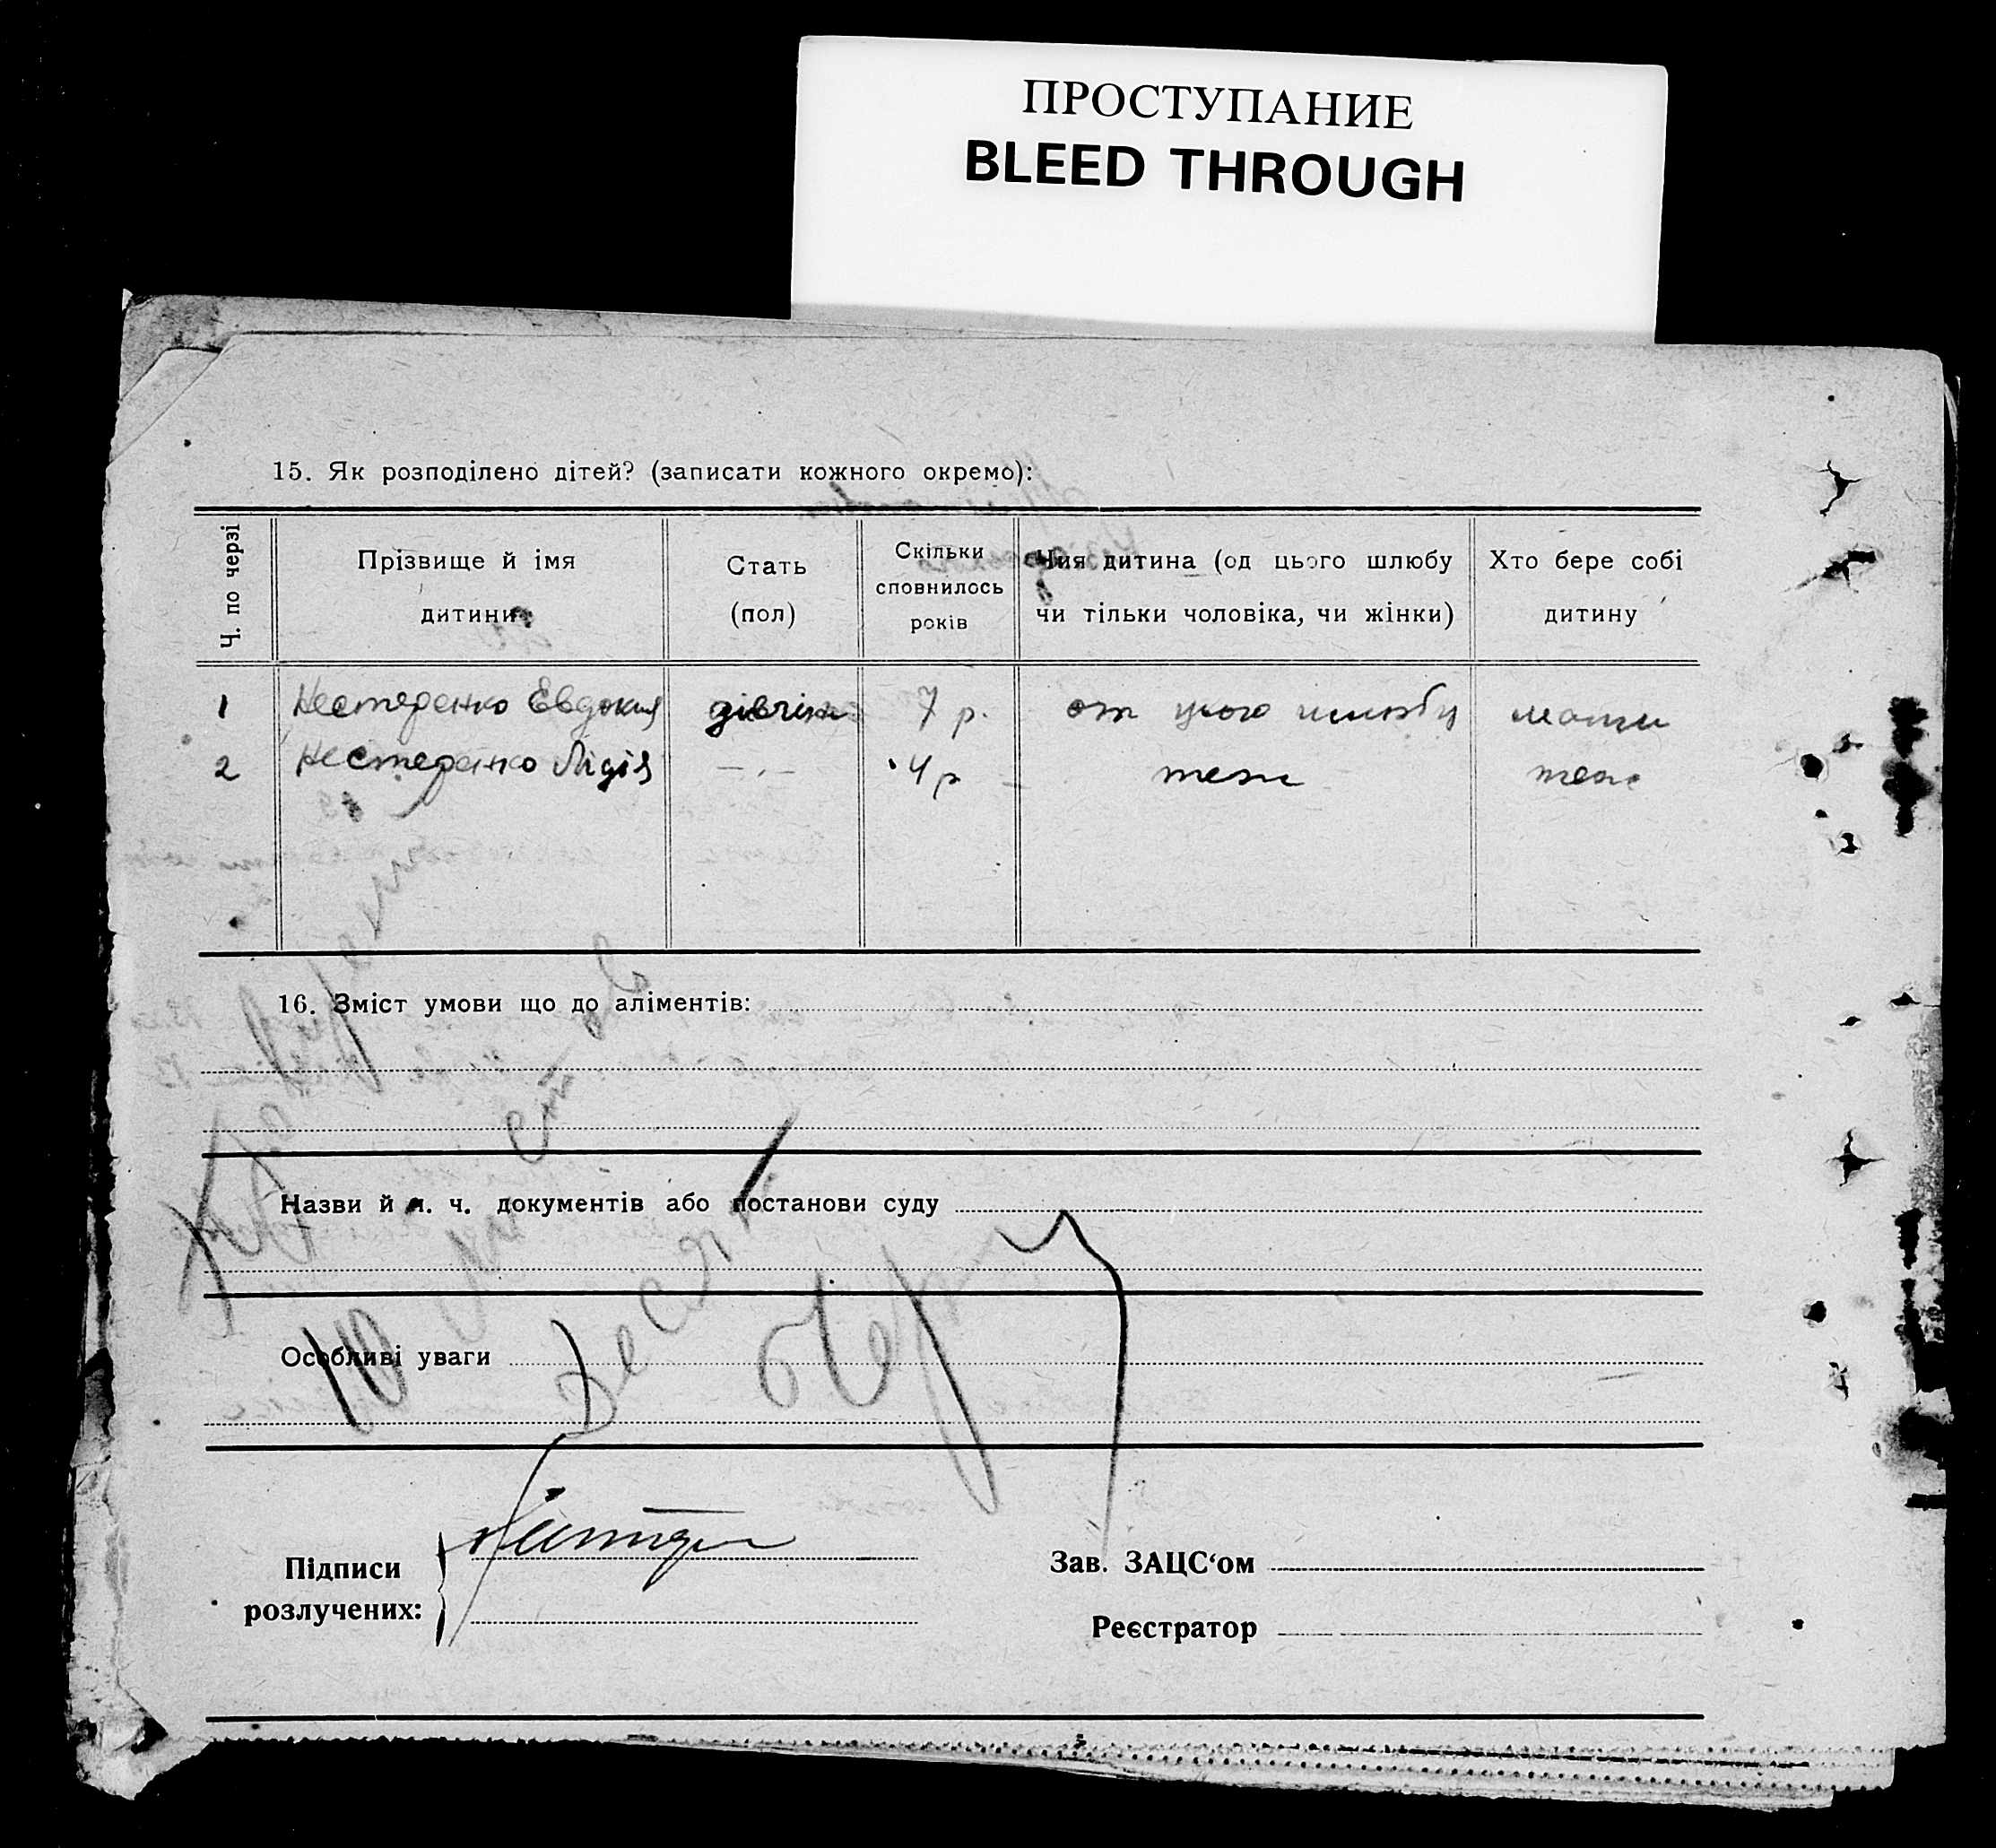 ПРОСТУПАНИЕ
BLEED THROUGH
15. Як розподілено дітей? (записати кожного окремо):
Ч. по черзі
Прізвище й імя дитини
Стать (пол)
Скільки сповнилось років
Чия дитина (од цього шлюбу чи тільки чоловіка, чи жінки)
Хто бере собі дитину
1 Нестеренко Евдокия дівчин 7 р. от цього шлюбу мати
2 Нестеренко Лідія —„— 4 р теж теж
16. Зміст умови що до аліментів:
Назви й ч. ч. документів або постанови суду
Особливі уваги
Підписи розлучених:
Зав. ЗАЦС‘ом
Реєстратор